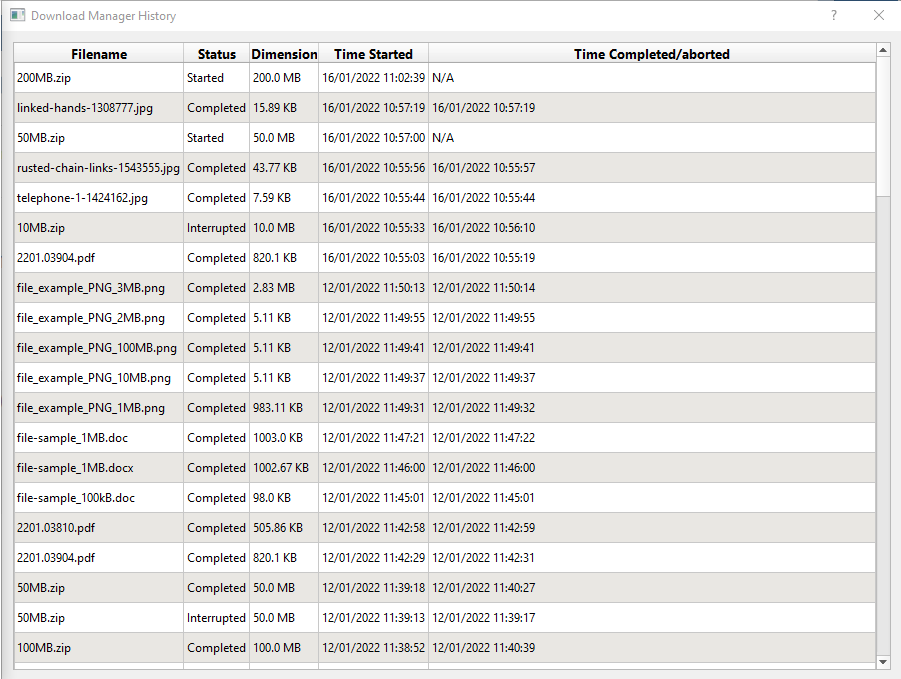 Download Manager History
Filename Status Dimension Time Started Time Completed/aborted
200MB.zip Started 200.0 MB 16/01/2022 11:02:39 N/A
linked-hands-1308777.jpg Completed 15.89 KB 16/01/2022 10:57:19 16/01/2022 10:57:19
50MB.zip Started 50.0 MB 16/01/2022 10:57:00 N/A
rusted-chain-links-1543555.jpg Completed 43.77 KB 16/01/2022 10:55:56 16/01/2022 10:55:57
telephone-1-1424162.jpg Completed 7.59 KB 16/01/2022 10:55:44 16/01/2022 10:55:44
10MB.zip Interrupted 10.0 MB 16/01/2022 10:55:33 16/01/2022 10:56:10
2201.03904.pdf Completed 820.1 KB 16/01/2022 10:55:03 16/01/2022 10:55:19
file_example_PNG_3MB.png Completed 2.83 MB 12/01/2022 11:50:13 12/01/2022 11:50:14
file_example_PNG_2MB.png Completed 5.11 KB 12/01/2022 11:49:55 12/01/2022 11:49:55
file_example_PNG_100MB.png Completed 5.11 KB 12/01/2022 11:49:41 12/01/2022 11:49:41
file_example_PNG_10MB.png Completed 5.11 KB 12/01/2022 11:49:37 12/01/2022 11:49:37
file_example_PNG_1MB.png Completed 983.11 KB 12/01/2022 11:49:31 12/01/2022 11:49:32
file-sample_1MB.doc Completed 1003.0 KB 12/01/2022 11:47:21 12/01/2022 11:47:22
file-sample_1MB.docx Completed 1002.67 KB 12/01/2022 11:46:00 12/01/2022 11:46:00
file-sample_100kB.doc Completed 98.0 KB 12/01/2022 11:45:01 12/01/2022 11:45:01
2201.03810.pdf Completed 505.86 KB 12/01/2022 11:42:58 12/01/2022 11:42:59
2201.03904.pdf Completed 820.1 KB 12/01/2022 11:42:29 12/01/2022 11:42:31
50MB.zip Completed 50.0 MB 12/01/2022 11:39:18 12/01/2022 11:40:27
50MB.zip Interrupted 50.0 MB 12/01/2022 11:39:13 12/01/2022 11:39:17
100MB.zip Completed 100.0 MB 12/01/2022 11:38:52 12/01/2022 11:40:39